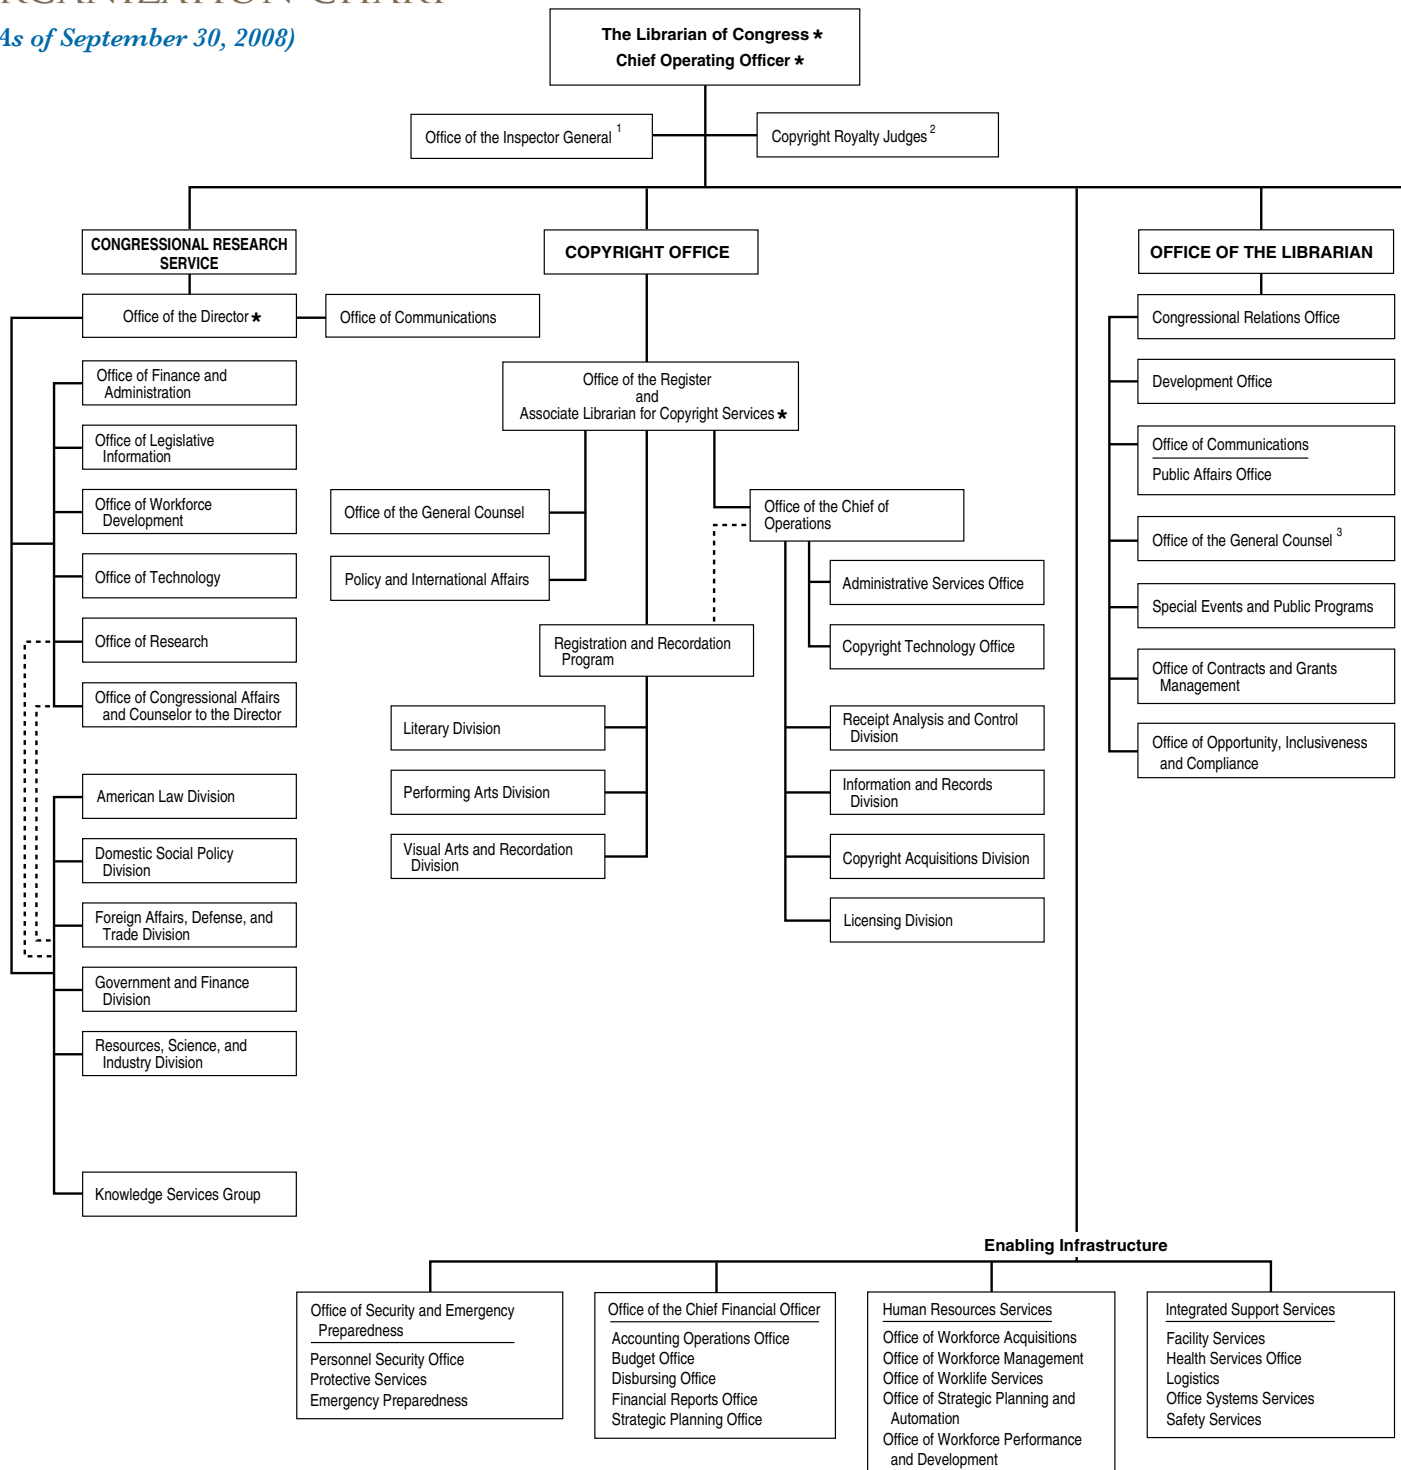 ORGANIZATION CHART
(As of September 30, 2008)
The Librarian of Congress *
Chief Operating Officer *
Office of the Inspector General 1
Copyright Royalty Judges 2
CONGRESSIONAL RESEARCH
SERVICE
COPYRIGHT OFFICE
OFFICE OF THE LIBRARIAN
Office of the Director *
Office of Communications
Office of Finance and
Administration
Office of Legislative
Information
Office of Workforce
Development
Office of Technology
Office of Research
Office of Congressional Affairs
and Counselor to the Director
American Law Division
Domestic Social Policy
Division
Foreign Affairs, Defense, and
Trade Division
Government and Finance
Division
Resources, Science, and
Industry Division
Knowledge Services Group
Office of the Register
and
Associate Librarian for Copyright Services *
Office of the General Counsel
Policy and International Affairs
Office of the Chief of
Operations
Administrative Services Office
Copyright Technology Office
Registration and Recordation
Program
Literary Division
Performing Arts Division
Visual Arts and Recordation
Division
Receipt Analysis and Control
Division
Information and Records
Division
Copyright Acquisitions Division
Licensing Division
Congressional Relations Office
Development Office
Office of Communications
Public Affairs Office
Office of the General Counsel 3
Special Events and Public Programs
Office of Contracts and Grants
Management
Office of Opportunity, Inclusiveness
and Compliance
Enabling Infrastructure
Office of Security and Emergency
Preparedness
Personnel Security Office
Protective Services
Emergency Preparedness
Office of the Chief Financial Officer
Accounting Operations Office
Budget Office
Disbursing Office
Financial Reports Office
Strategic Planning Office
Human Resources Services
Office of Workforce Acquisitions
Office of Workforce Management
Office of Worklife Services
Office of Strategic Planning and
Automation
Office of Workforce Performance
and Development
Integrated Support Services
Facility Services
Health Services Office
Logistics
Office Systems Services
Safety Services